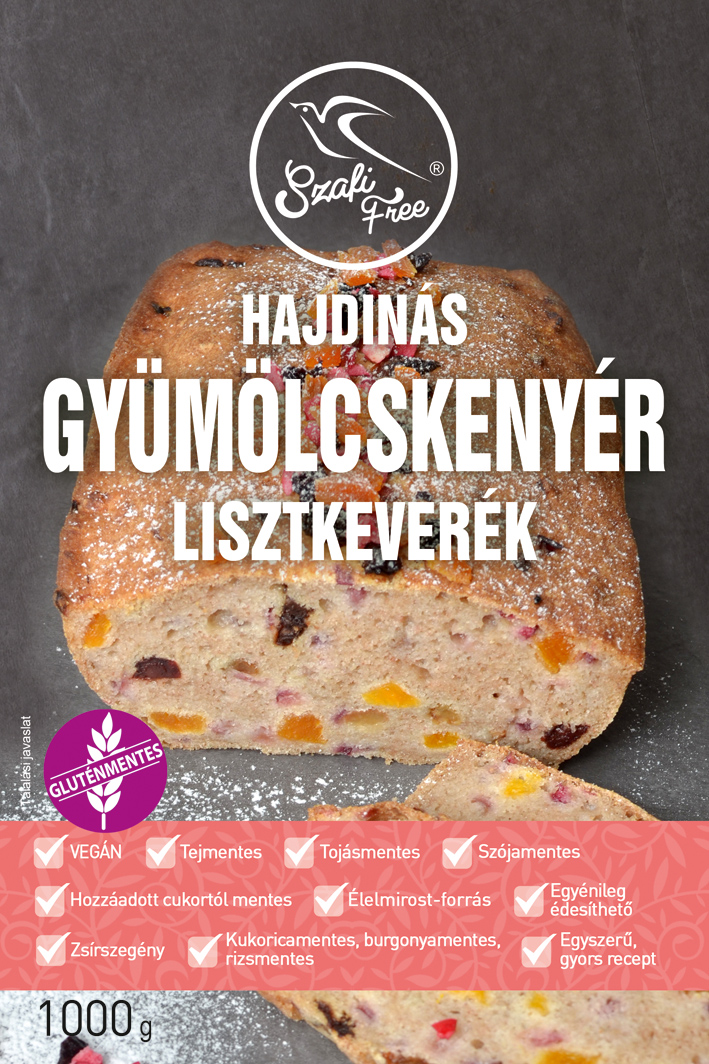 Szafi
Free
®
HAJDINÁS
GYÜMÖLCSKENYÉR
LISZTKEVERÉK
Tálalási javaslat
GLUTÉNMENTES
VEGÁN
Tejmentes
Tojásmentes
Szójamentes
Hozzáadott cukortól mentes
Élelmirost-forrás
Egyénileg
édesíthető
Zsírszegény
Kukoricamentes, burgonyamentes,
rizsmentes
Egyszerű,
gyors recept
1000 g